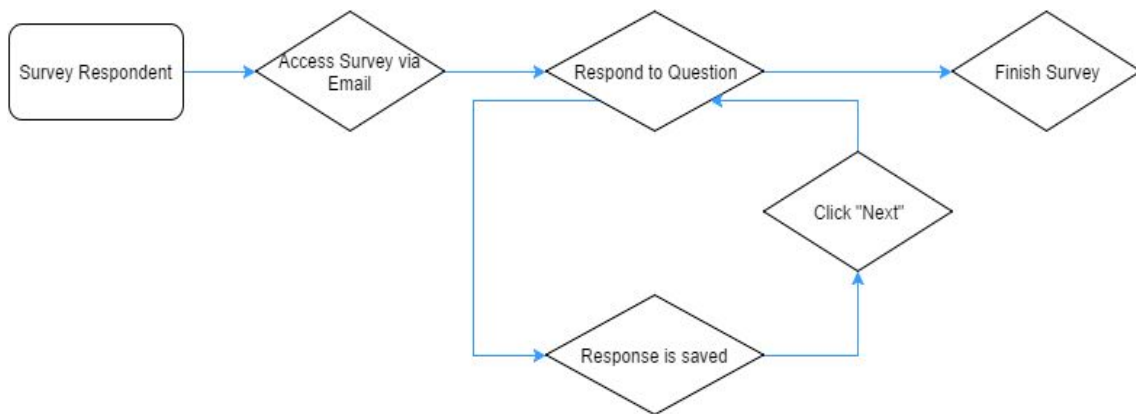 Survey Respondent
Access Survey via
Email
Respond to Question
Finish Survey
Click "Next"
Response is saved